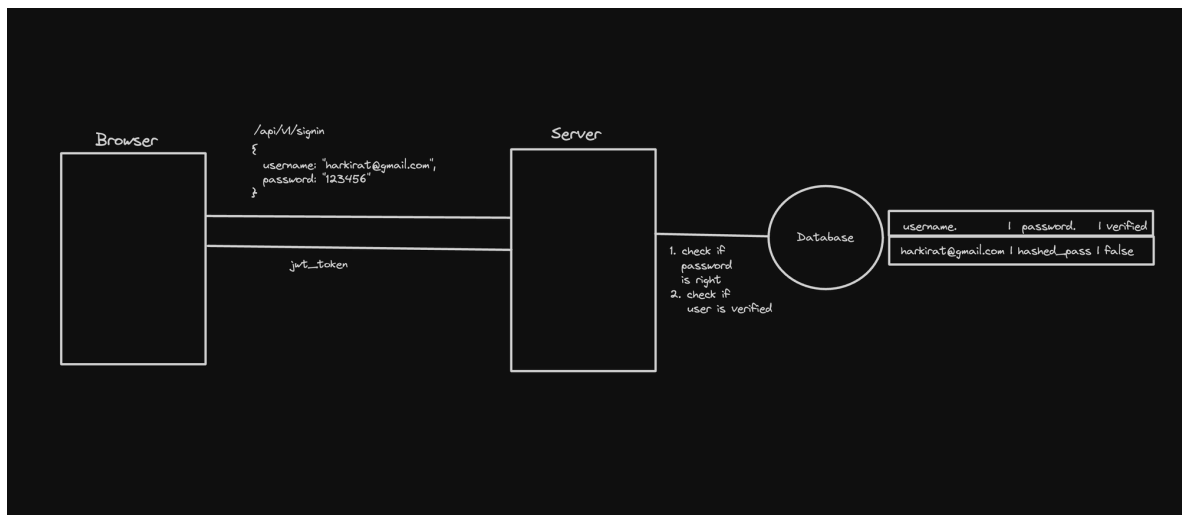 Browser
/api/v1/signin
{
username: "harkirat@gmail.com",
password: "123456"
}
jwt_token
Server
1. check if
password
is right
2. check if
user is verified
Database
username. | password. | verified
harkirat@gmail.com | hashed_pass | false